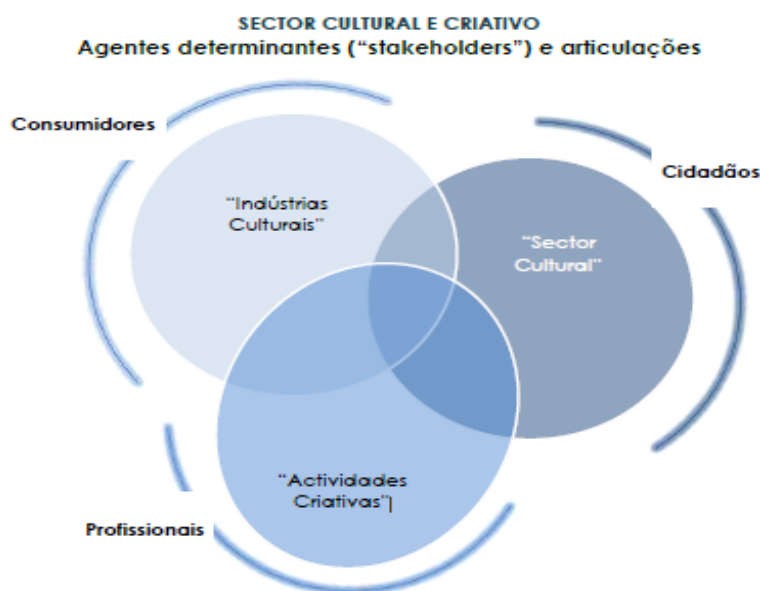 SECTOR CULTURAL E CRIATIVO
Agentes determinantes (“stakeholders”) e articulações
Consumidores
Cidadãos
“Indústrias
Culturais”
“Sector
Cultural”
“Actividades
Criativas”
Profissionais